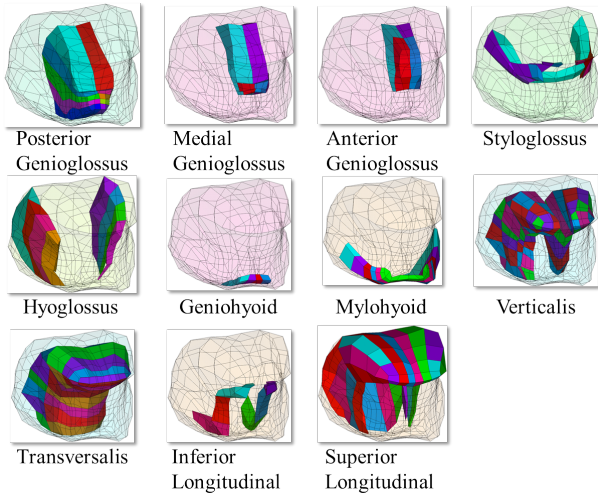 Posterior
Genioglossus
Medial
Genioglossus
Anterior
Genioglossus
Styloglossus
Hyoglossus
Geniohyoid
Mylohyoid
Verticalis
Transversalis
Inferior
Longitudinal
Superior
Longitudinal